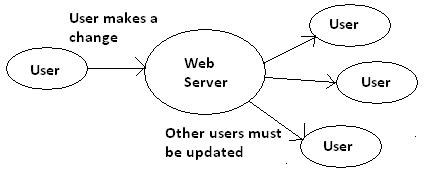 User makes a
change
User
User
Web
Server
User
Other users must
be updated
User